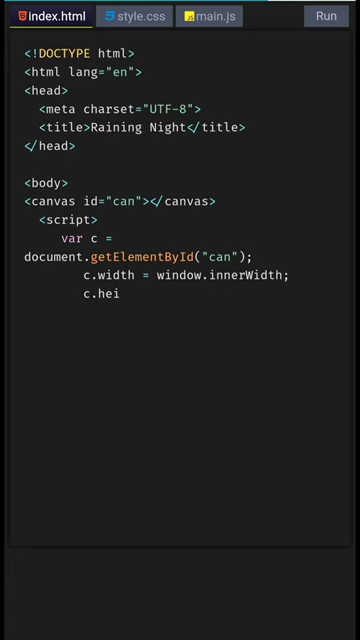 index.html style.css main.js Run
<!DOCTYPE html>
<html lang="en">
<head>
<meta charset="UTF-8">
<title>Raining Night</title>
</head>
<body>
<canvas id="can"></canvas>
<script>
var c =
document.getElementById("can");
c.width = window.innerWidth;
c.hei